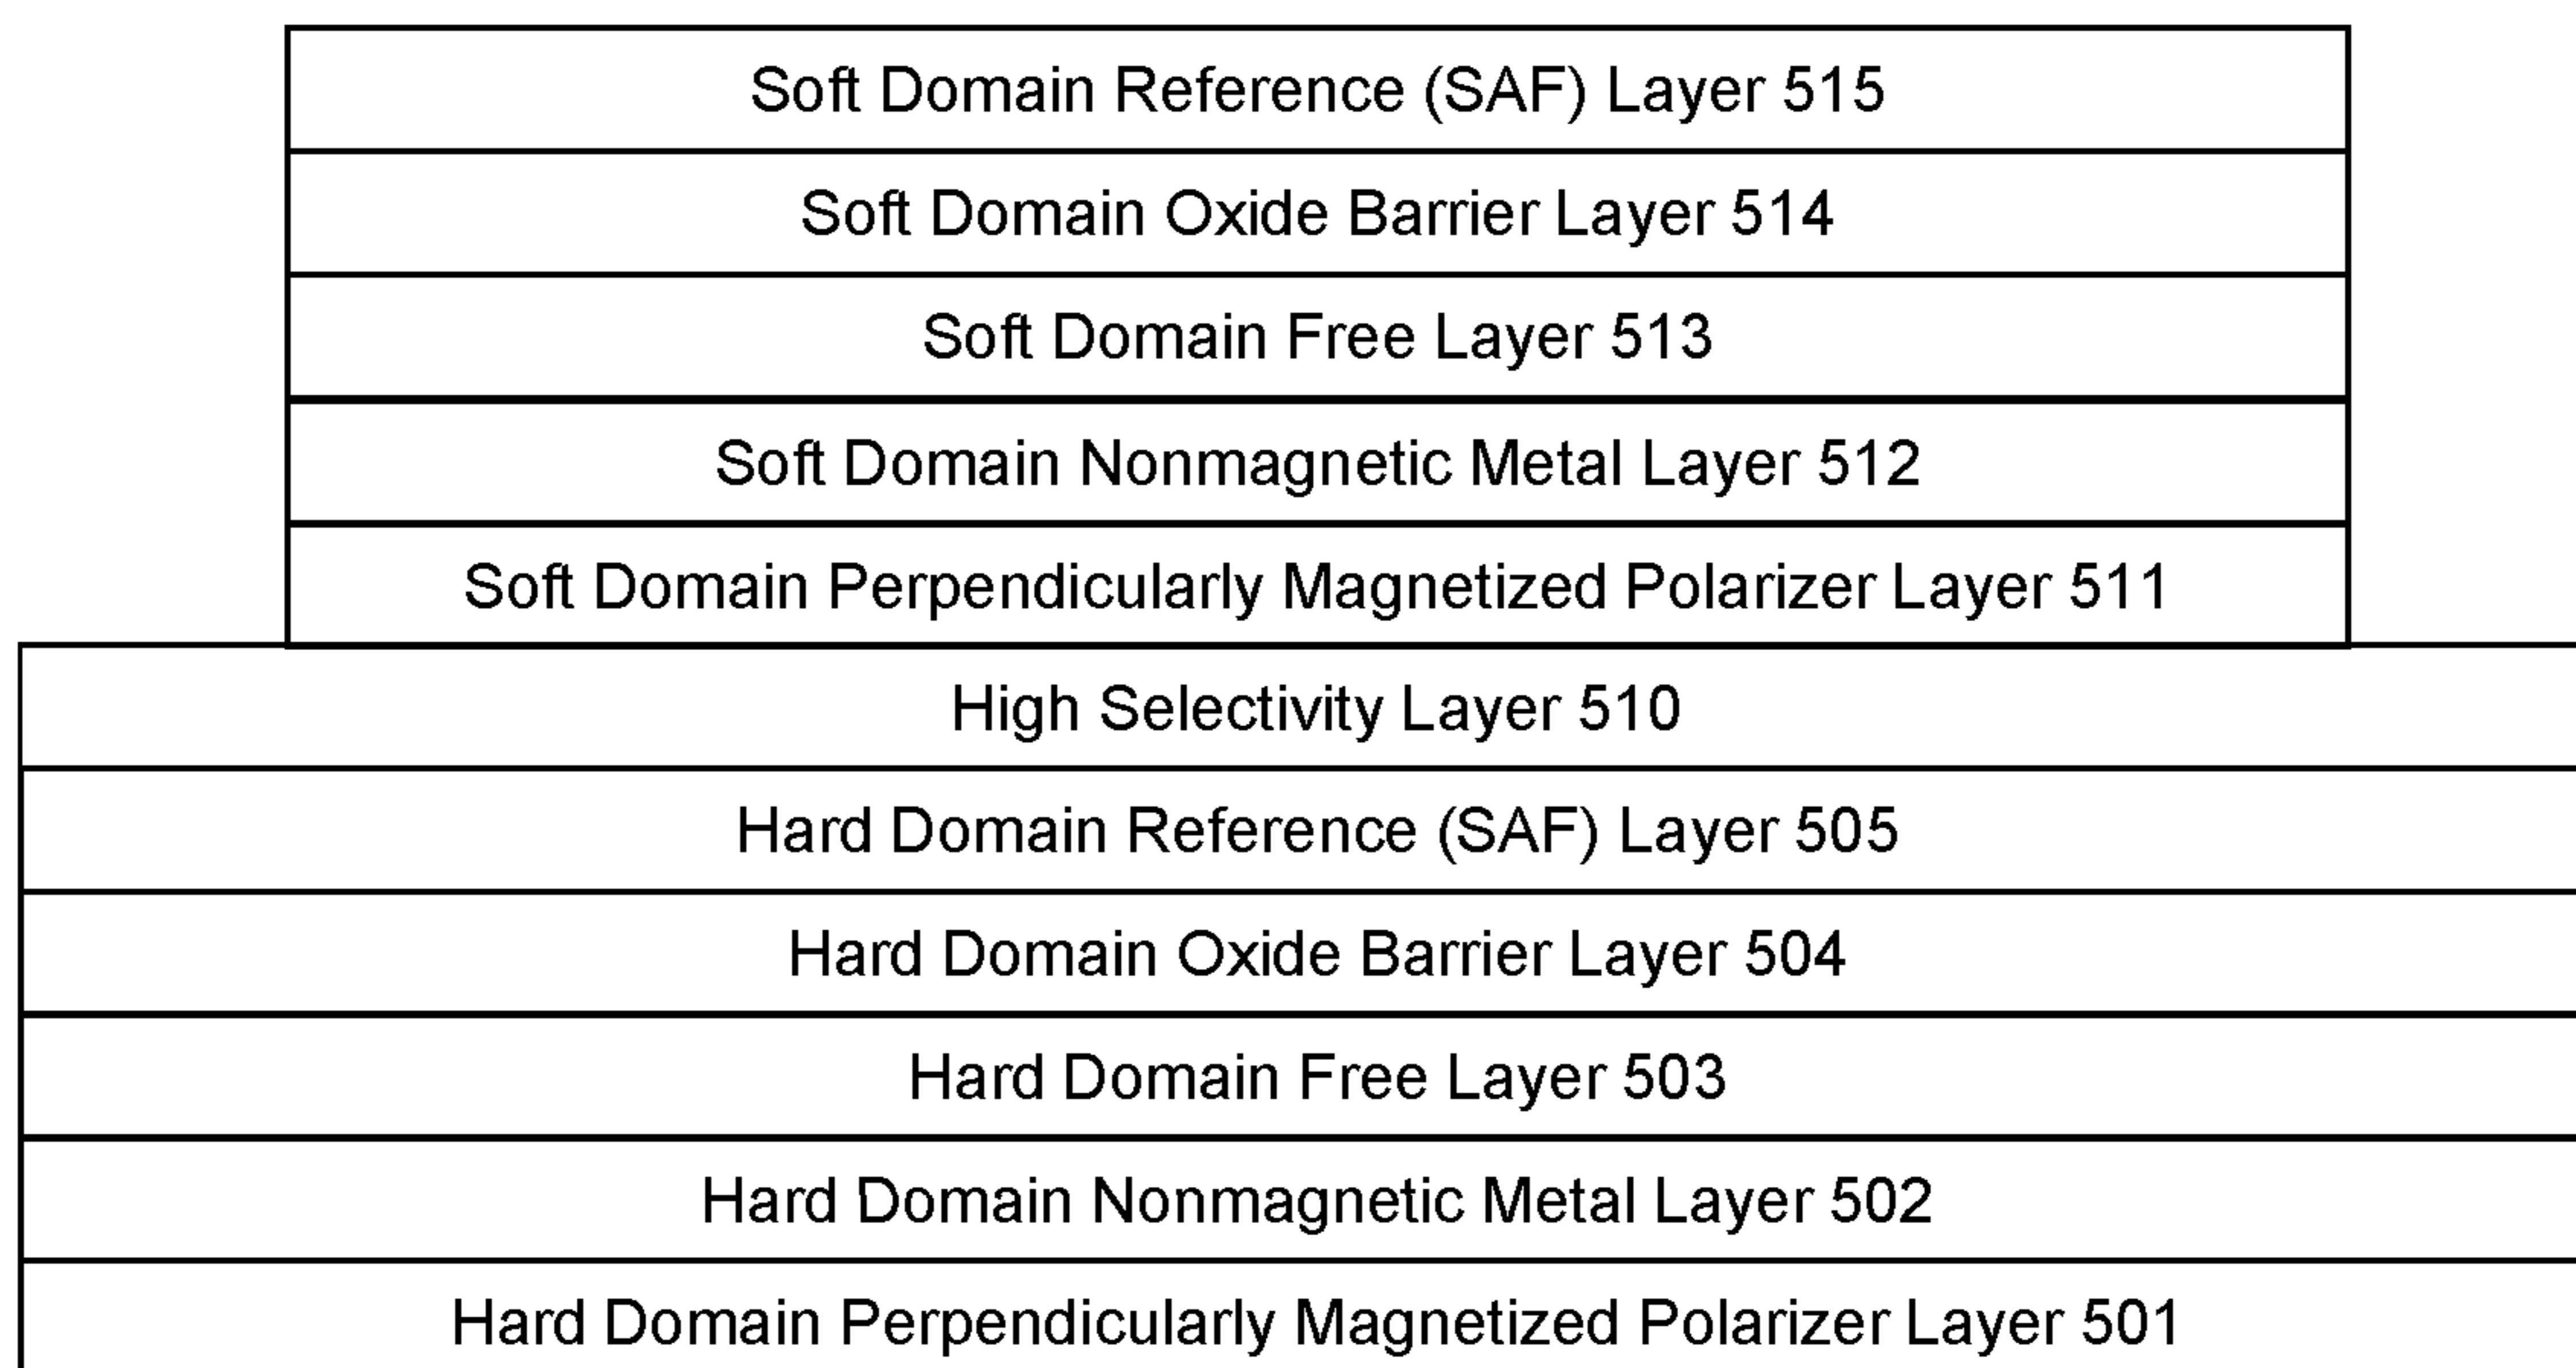 Soft Domain Reference (SAF) Layer 515
Soft Domain Oxide Barrier Layer 514
Soft Domain Free Layer 513
Soft Domain Nonmagnetic Metal Layer 512
Soft Domain Perpendicularly Magnetized Polarizer Layer 511
High Selectivity Layer 510
Hard Domain Reference (SAF) Layer 505
Hard Domain Oxide Barrier Layer 504
Hard Domain Free Layer 503
Hard Domain Nonmagnetic Metal Layer 502
Hard Domain Perpendicularly Magnetized Polarizer Layer 501